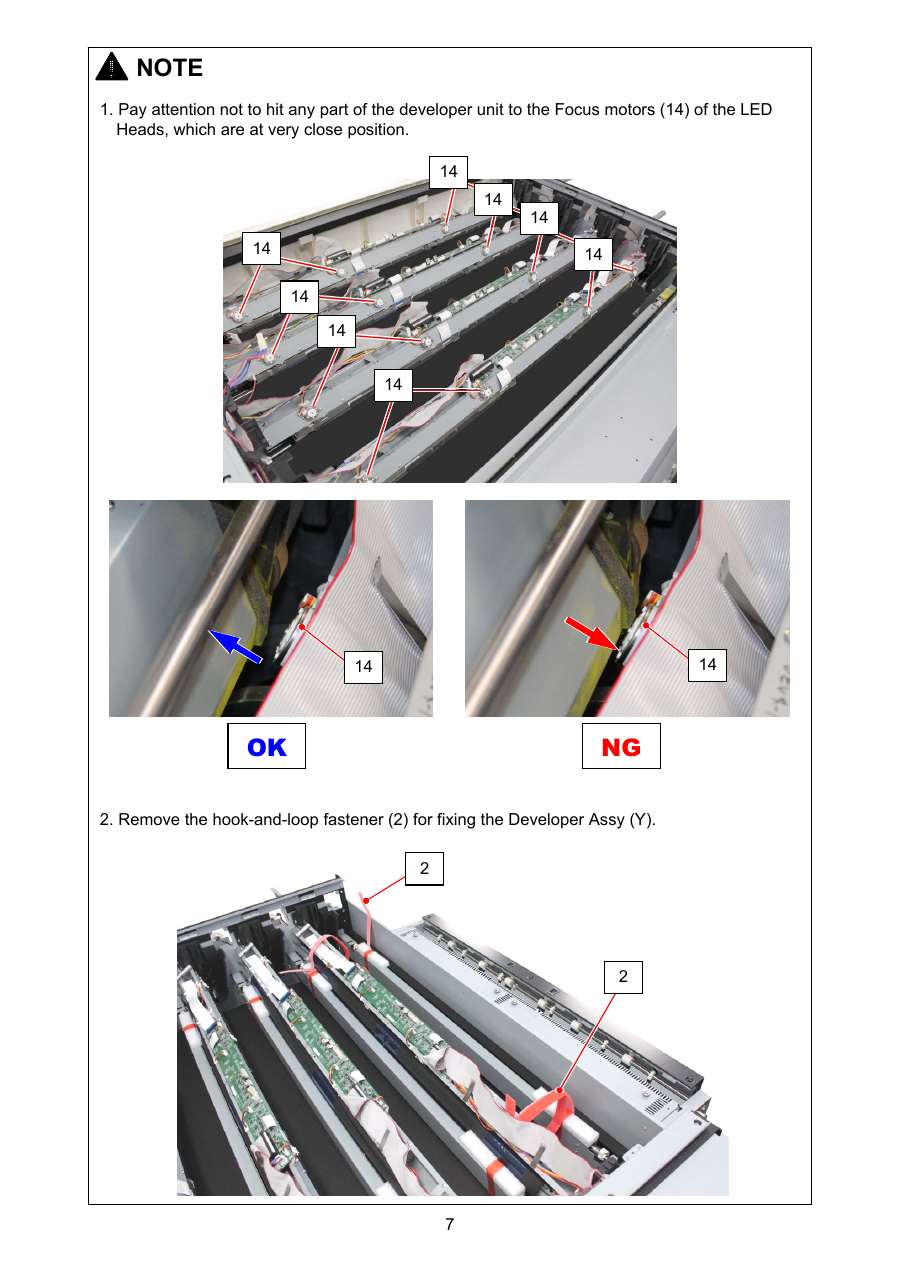 NOTE
1. Pay attention not to hit any part of the developer unit to the Focus motors (14) of the LED
Heads, which are at very close position.
14
14
14
14
14
14
14
14
14
14
OK
NG
2. Remove the hook-and-loop fastener (2) for fixing the Developer Assy (Y).
2
2
7